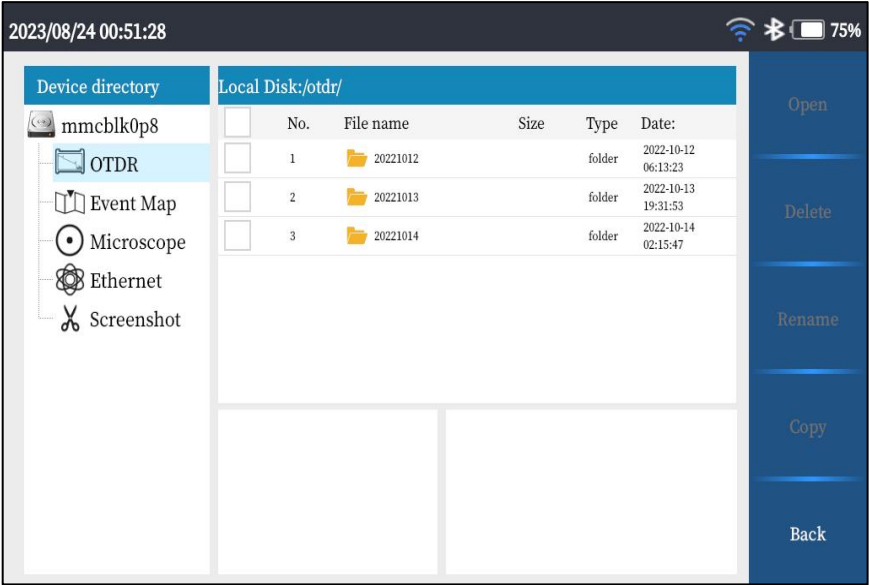 2023/08/24 00:51:28
75%
Device directory
mmcblk0p8
OTDR
Event Map
Microscope
Ethernet
Screenshot
Local Disk:/otdr/
No. File name Size Type Date:
1 20221012 folder 2022-10-12
06:13:23
2 20221013 folder 2022-10-13
19:31:53
3 20221014 folder 2022-10-14
02:15:47
Open
Delete
Rename
Copy
Back